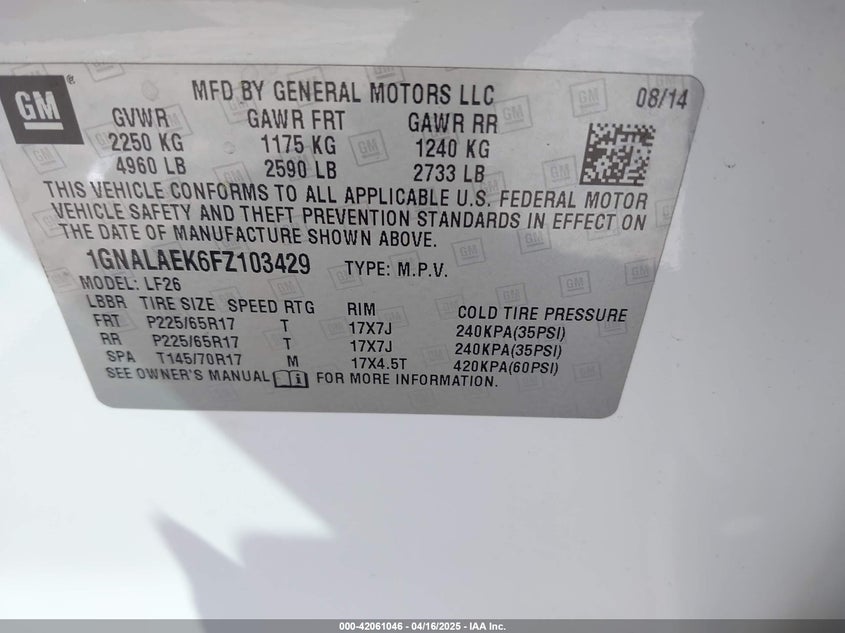 GM ®
MFD BY GENERAL MOTORS LLC 08/14
GVWR GAWR FRT GAWR RR
2250 KG 1175 KG 1240 KG
4960 LB 2590 LB 2733 LB
THIS VEHICLE CONFORMS TO ALL APPLICABLE U.S. FEDERAL MOTOR
VEHICLE SAFETY AND THEFT PREVENTION STANDARDS IN EFFECT ON
THE DATE OF MANUFACTURE SHOWN ABOVE.
1GNALAEK6FZ103429 TYPE: M.P.V.
MODEL: LF26
LBBR TIRE SIZE SPEED RTG RIM COLD TIRE PRESSURE
FRT P225/65R17 T 17X7J 240KPA(35PSI)
RR P225/65R17 T 17X7J 240KPA(35PSI)
SPA T145/70R17 M 17X4.5T 420KPA(60PSI)
SEE OWNER'S MANUAL FOR MORE INFORMATION.
000-42061046 - 04/16/2025 - IAA Inc.